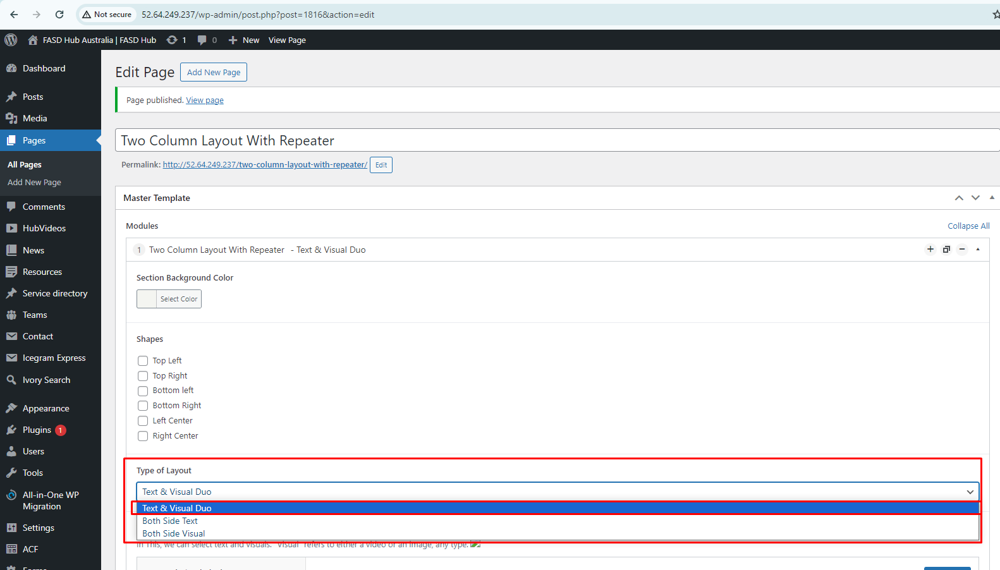 Not secure 52.64.249.237/wp-admin/post.php?post=1816&action=edit
FASD Hub Australia | FASD Hub 1 0 New View Page
Dashboard
Posts
Media
Pages
All Pages
Add New Page
Comments
HubVideos
News
Resources
Service directory
Teams
Contact
Icegram Express
Ivory Search
Appearance
Plugins 1
Users
Tools
All-in-One WP
Migration
Settings
ACF
Edit Page Add New Page
Page published. View page
Two Column Layout With Repeater
Permalink: http://52.64.249.237/two-column-layout-with-repeater/ Edit
Master Template
Modules Collapse All
1 Two Column Layout With Repeater - Text & Visual Duo
Section Background Color
Select Color
Shapes
Top Left
Top Right
Bottom left
Bottom Right
Left Center
Right Center
Type of Layout
Text & Visual Duo
Text & Visual Duo
Both Side Text
Both Side Visual
In This, we can select text and visuals. "Visual" refers to either a video or an image, any type.